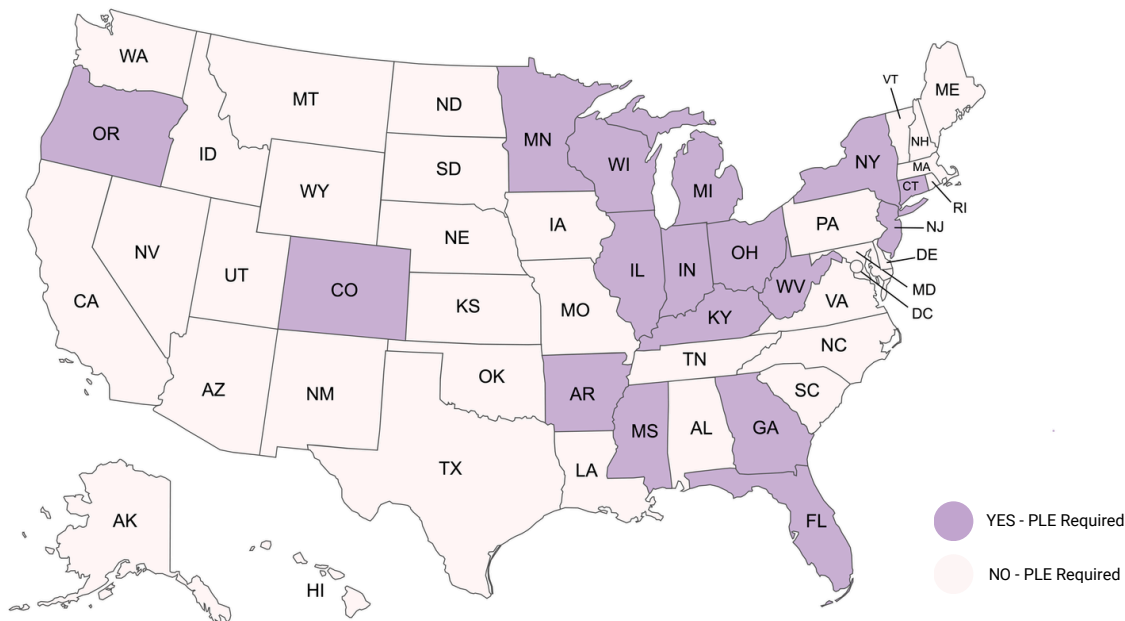 WA
MT
ND
MN
VT
ME
OR
ID
SD
WI
MI
NY
NH
MA
CT
RI
WY
IA
NE
PA
NJ
NV
UT
CO
IL
IN
OH
DE
MD
DC
CA
KS
MO
KY
WV
VA
AZ
NM
OK
AR
TN
NC
SC
TX
LA
MS
AL
GA
FL
AK
HI
YES - PLE Required
NO - PLE Required